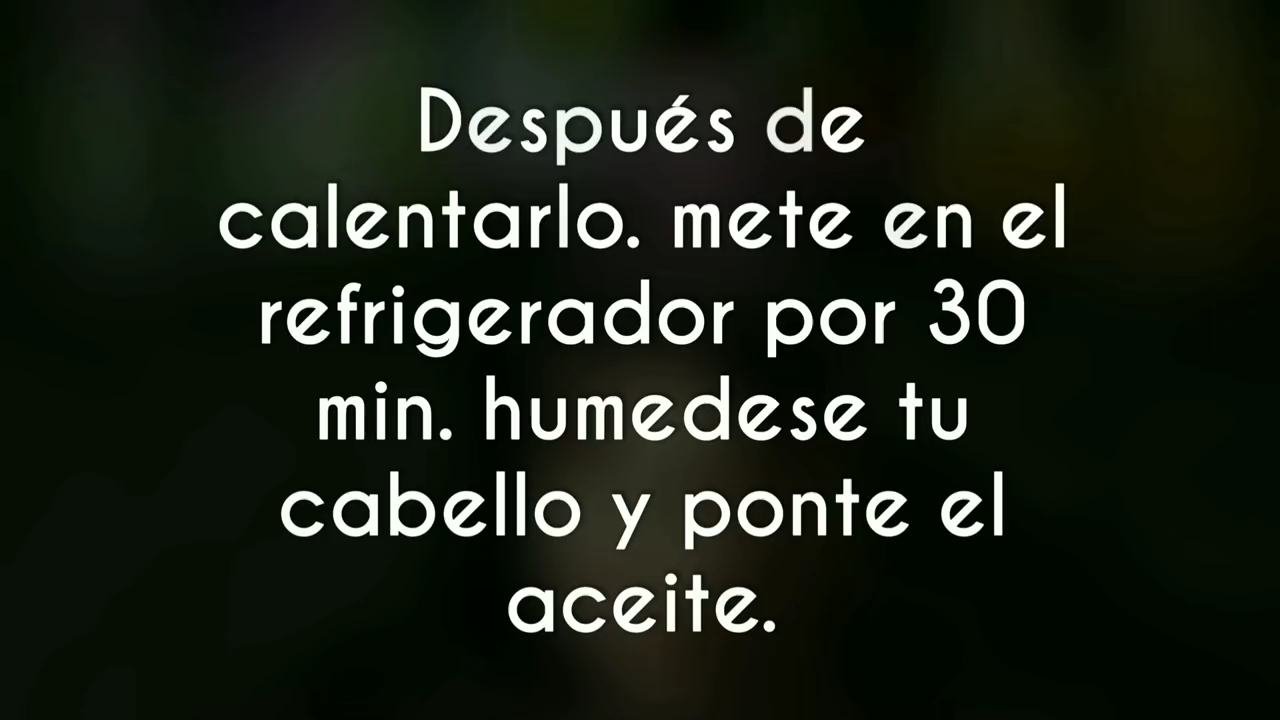 Después de
calentarlo. mete en el
refrigerador por 30
min. humedese tu
cabello y ponte el
aceite.